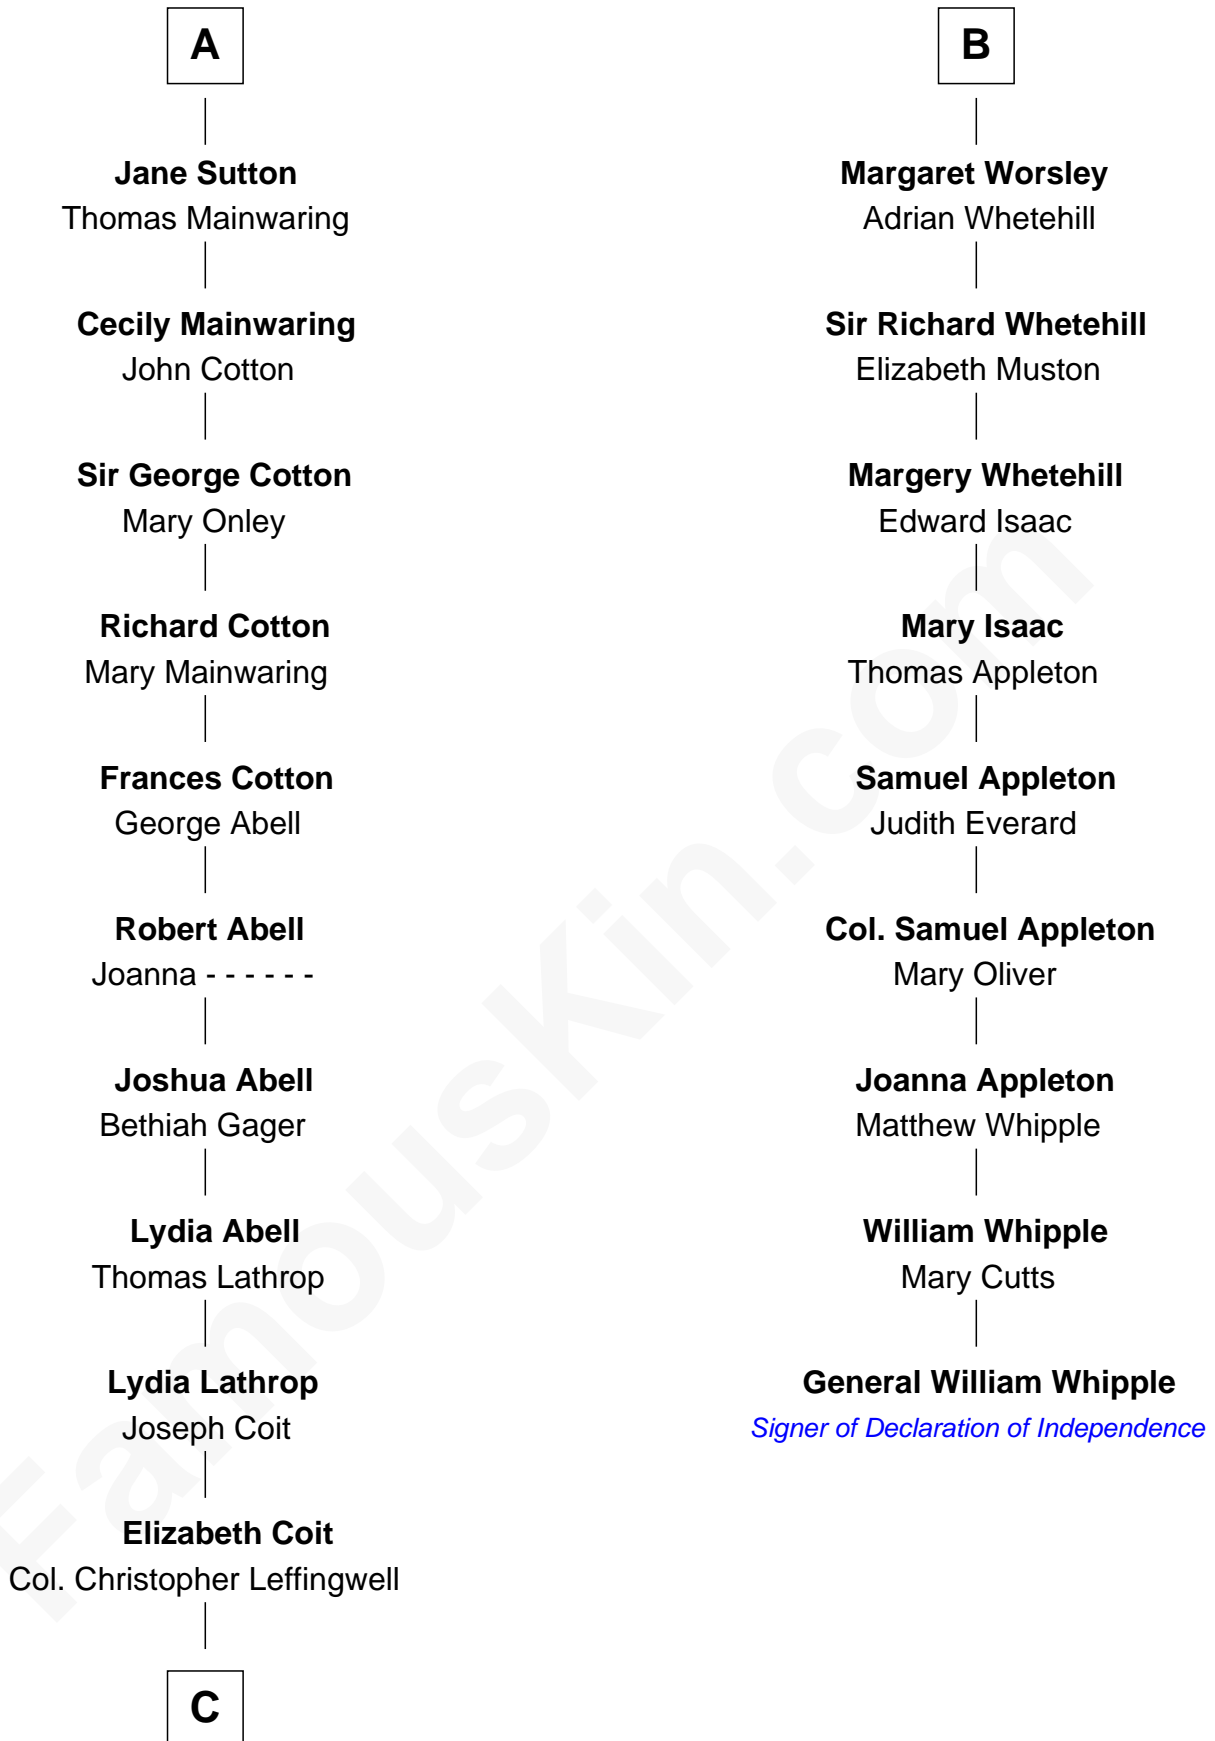 A
Jane Sutton
Thomas Mainwaring
Cecily Mainwaring
John Cotton
Sir George Cotton
Mary Onley
Richard Cotton
Mary Mainwaring
Frances Cotton
George Abell
Robert Abell
Joanna - - - - - -
Joshua Abell
Bethiah Gager
Lydia Abell
Thomas Lathrop
Lydia Lathrop
Joseph Coit
Elizabeth Coit
Col. Christopher Leffingwell
C
B
Margaret Worsley
Adrian Whetehill
Sir Richard Whetehill
Elizabeth Muston
Margery Whetehill
Edward Isaac
Mary Isaac
Thomas Appleton
Samuel Appleton
Judith Everard
Col. Samuel Appleton
Mary Oliver
Joanna Appleton
Matthew Whipple
William Whipple
Mary Cutts
General William Whipple
Signer of Declaration of Independence
FamousKin.com